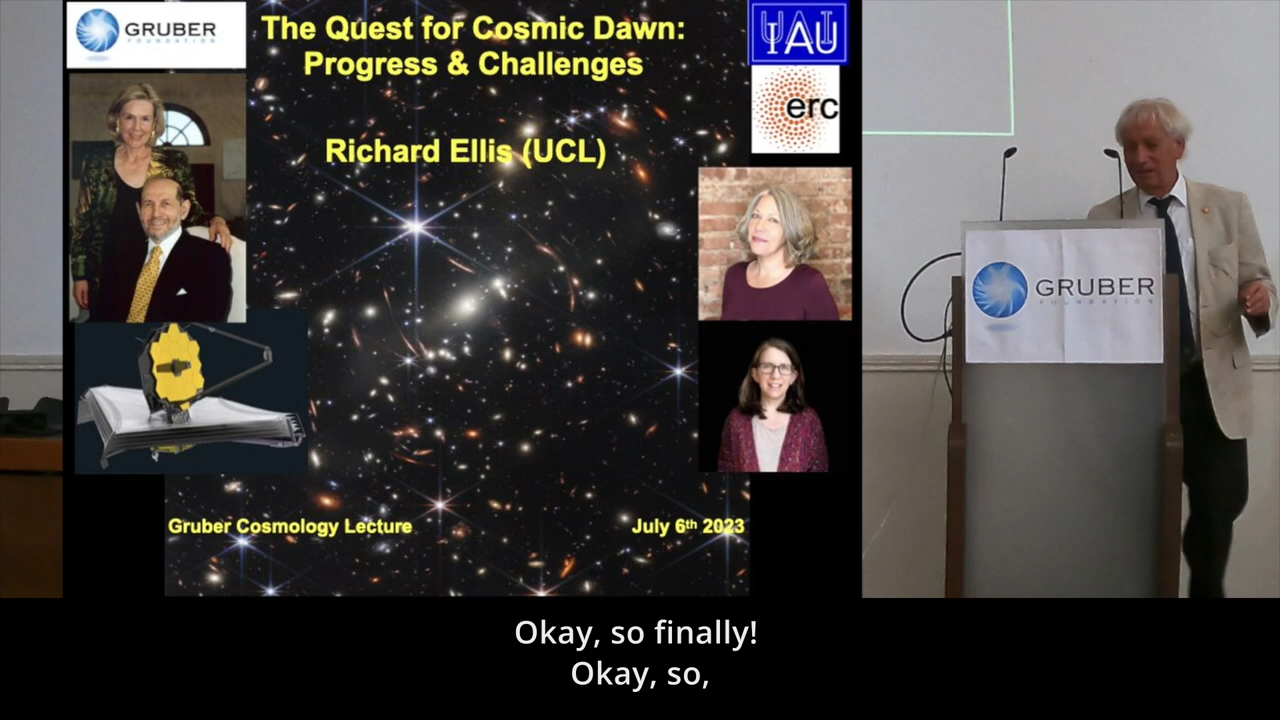 GRUBER
FOUNDATION
The Quest for Cosmic Dawn:
Progress & Challenges
Richard Ellis (UCL)
IAU
erc
Gruber Cosmology Lecture
July 6th 2023
GRUBER
FOUNDATION
Okay, so finally!
Okay, so,